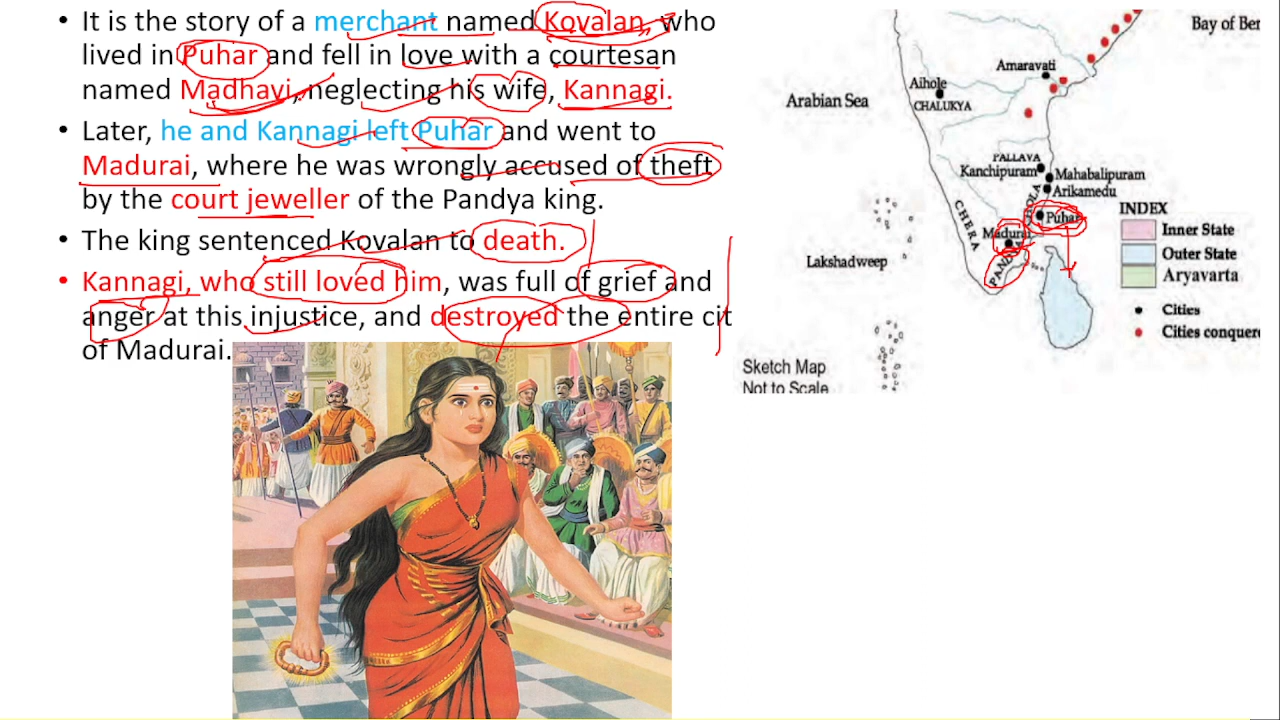 • It is the story of a merchant named Kovalan, who
lived in Puhar and fell in love with a courtesan
named Madhavi, neglecting his wife, Kannagi.
• Later, he and Kannagi left Puhar and went to
Madurai, where he was wrongly accused of theft
by the court jeweller of the Pandya king.
• The king sentenced Kovalan to death.
• Kannagi, who still loved him, was full of grief and
anger at this injustice, and destroyed the entire cit
of Madurai.
Bay of Ber
Amaravati
Aihole
CHALUKYA
Arabian Sea
PALLAVA
Kanchipuram
Mahabalipuram
Arikamedu
CHOLA
Puhar
CHERA
Madurai
PANDYA
Lakshadweep
INDEX
Inner State
Outer State
Aryavarta
Cities
Cities conquer
Sketch Map
Not to Scale